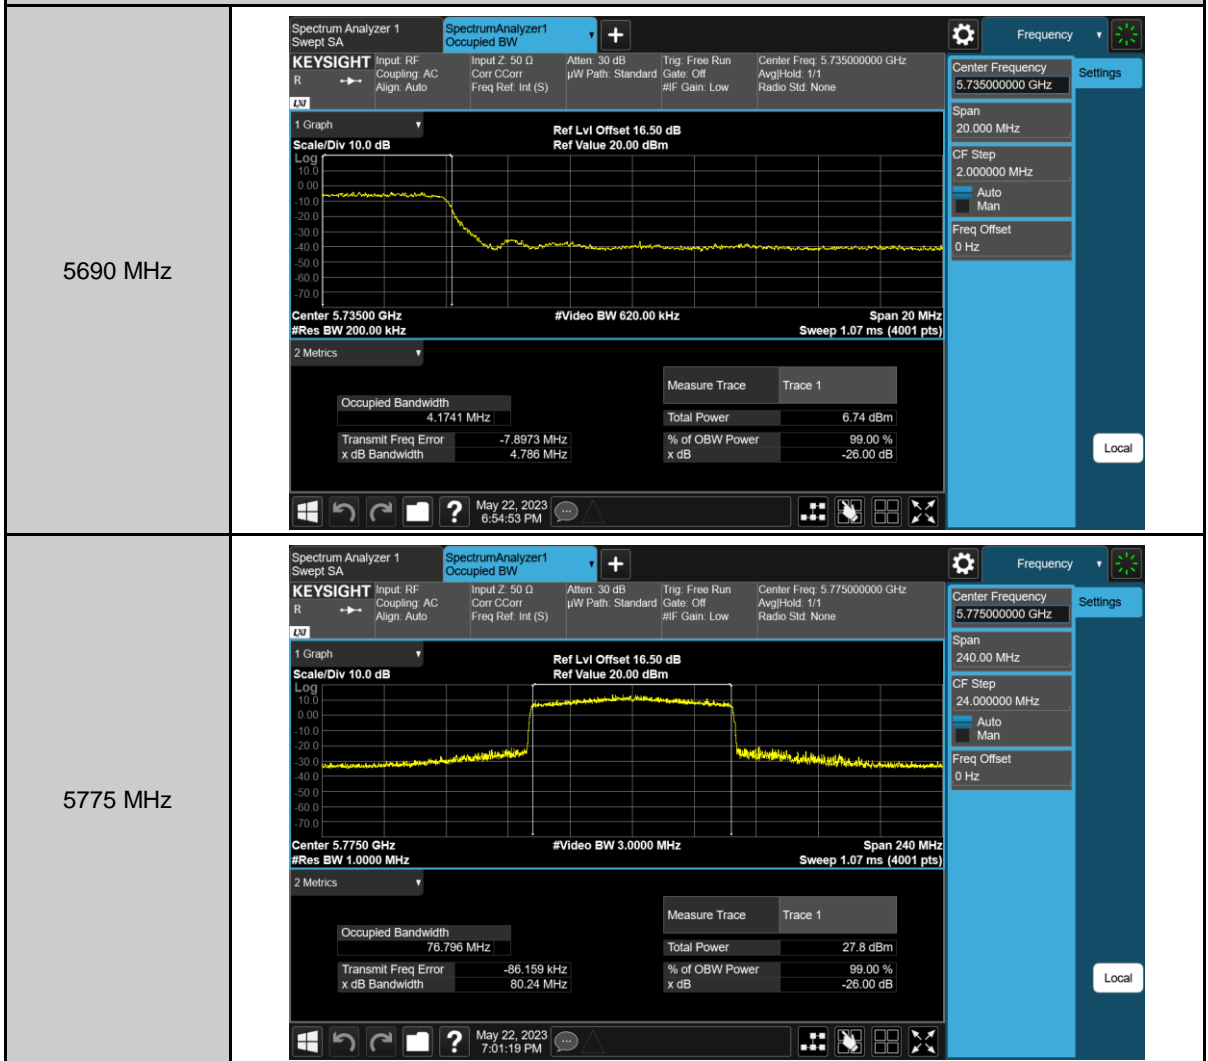 5690 MHz
Spectrum Analyzer 1
Swept SA
SpectrumAnalyzer1
Occupied BW
Frequency
KEYSIGHT
R
LXI
Input: RF
Coupling: AC
Align: Auto
Input Z: 50 Ω
Corr CCorr
Freq Ref: Int (S)
Atten: 30 dB
µW Path: Standard
Trig: Free Run
Gate: Off
#IF Gain: Low
Center Freq: 5.735000000 GHz
Avg|Hold: 1/1
Radio Std: None
Center Frequency
5.735000000 GHz
Settings
Span
20.000 MHz
CF Step
2.000000 MHz
Auto
Man
Freq Offset
0 Hz
Local
1 Graph
Scale/Div 10.0 dB
Ref Lvl Offset 16.50 dB
Ref Value 20.00 dBm
Log
10.0
0.00
-10.0
-20.0
-30.0
-40.0
-50.0
-60.0
-70.0
Center 5.73500 GHz
#Video BW 620.00 kHz
Span 20 MHz
#Res BW 200.00 kHz
Sweep 1.07 ms (4001 pts)
2 Metrics
Measure Trace
Trace 1
Occupied Bandwidth
4.1741 MHz
Total Power
6.74 dBm
Transmit Freq Error
-7.8973 MHz
% of OBW Power
99.00 %
x dB Bandwidth
4.786 MHz
x dB
-26.00 dB
?
May 22, 2023
6:54:53 PM
5775 MHz
Spectrum Analyzer 1
Swept SA
SpectrumAnalyzer1
Occupied BW
Frequency
KEYSIGHT
R
LXI
Input: RF
Coupling: AC
Align: Auto
Input Z: 50 Ω
Corr CCorr
Freq Ref: Int (S)
Atten: 30 dB
µW Path: Standard
Trig: Free Run
Gate: Off
#IF Gain: Low
Center Freq: 5.775000000 GHz
Avg|Hold: 1/1
Radio Std: None
Center Frequency
5.775000000 GHz
Settings
Span
240.00 MHz
CF Step
24.000000 MHz
Auto
Man
Freq Offset
0 Hz
Local
1 Graph
Scale/Div 10.0 dB
Ref Lvl Offset 16.50 dB
Ref Value 20.00 dBm
Log
10.0
0.00
-10.0
-20.0
-30.0
-40.0
-50.0
-60.0
-70.0
Center 5.7750 GHz
#Video BW 3.0000 MHz
Span 240 MHz
#Res BW 1.0000 MHz
Sweep 1.07 ms (4001 pts)
2 Metrics
Measure Trace
Trace 1
Occupied Bandwidth
76.796 MHz
Total Power
27.8 dBm
Transmit Freq Error
-86.159 kHz
% of OBW Power
99.00 %
x dB Bandwidth
80.24 MHz
x dB
-26.00 dB
?
May 22, 2023
7:01:19 PM